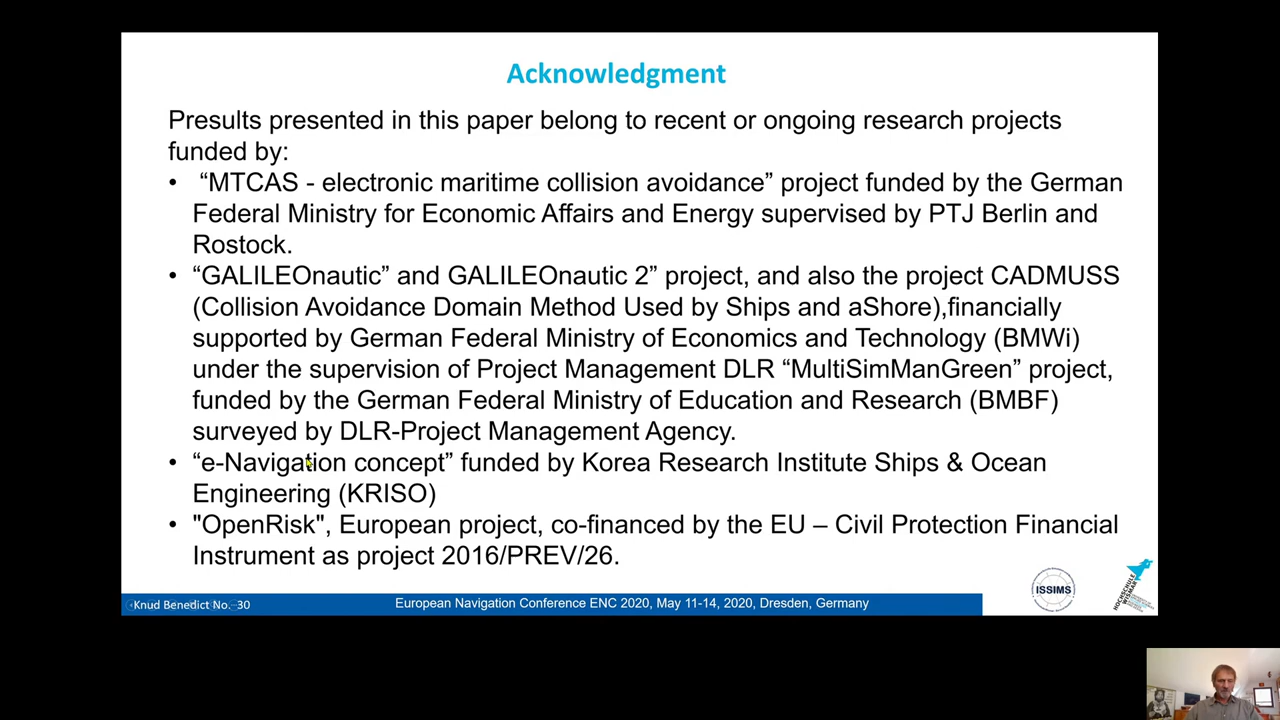 Acknowledgment
Presults presented in this paper belong to recent or ongoing research projects
funded by:
• “MTCAS - electronic maritime collision avoidance” project funded by the German
Federal Ministry for Economic Affairs and Energy supervised by PTJ Berlin and
Rostock.
• “GALILEOnautic” and GALILEOnautic 2” project, and also the project CADMUSS
(Collision Avoidance Domain Method Used by Ships and aShore),financially
supported by German Federal Ministry of Economics and Technology (BMWi)
under the supervision of Project Management DLR “MultiSimManGreen” project,
funded by the German Federal Ministry of Education and Research (BMBF)
surveyed by DLR-Project Management Agency.
• “e-Navigation concept” funded by Korea Research Institute Ships & Ocean
Engineering (KRISO)
• "OpenRisk", European project, co-financed by the EU – Civil Protection Financial
Instrument as project 2016/PREV/26.
Knud Benedict No. 30
European Navigation Conference ENC 2020, May 11-14, 2020, Dresden, Germany
ISSIMS
HOCHSCHULE
WISMAR